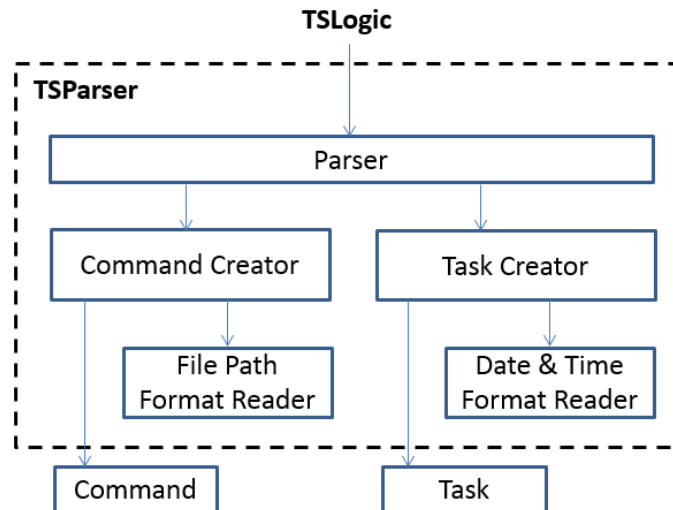 TSLogic
TSParser
Parser
Command Creator
Task Creator
File Path
Format Reader
Date & Time
Format Reader
Command
Task